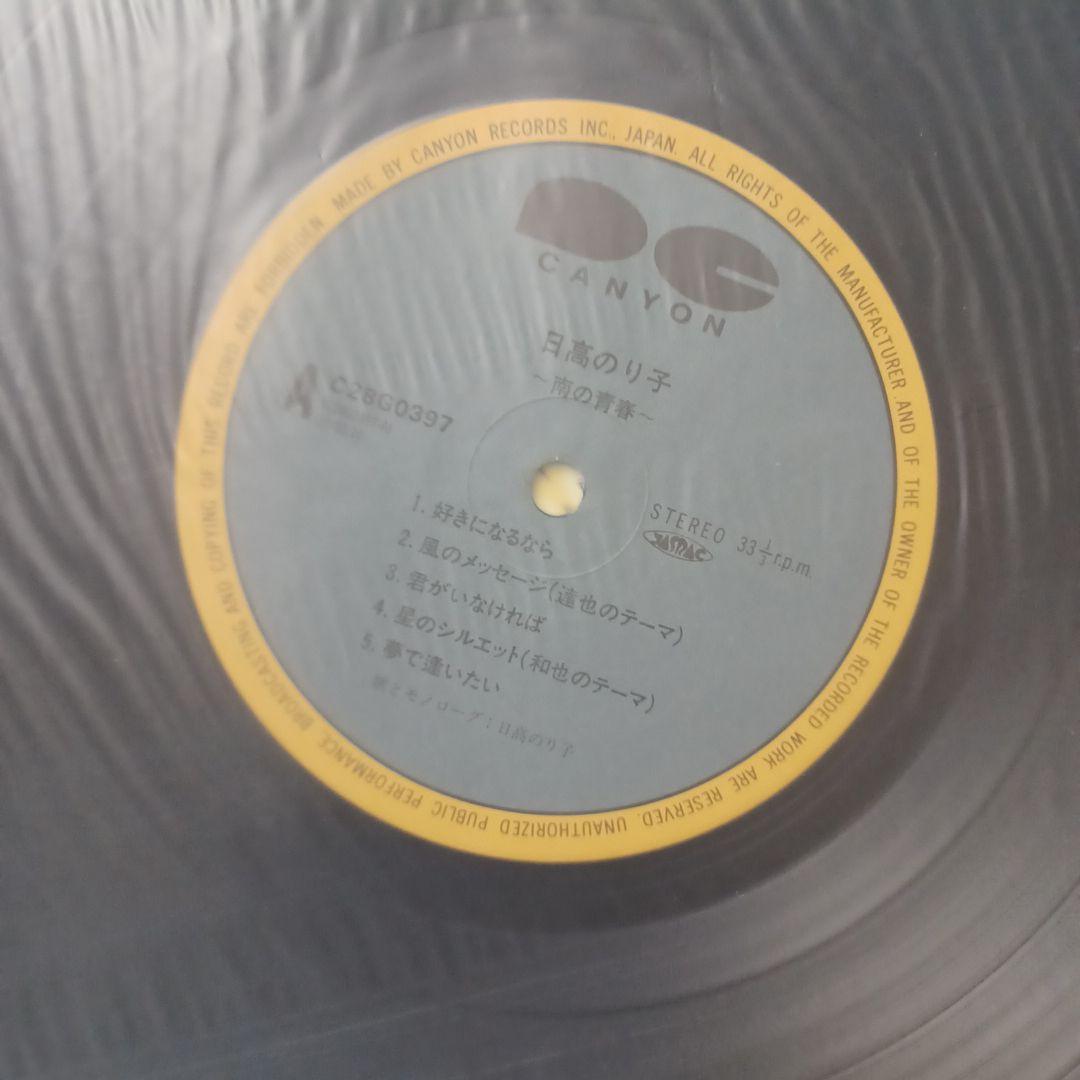 MADE BY CANYON RECORDS INC., JAPAN. ALL RIGHTS OF THE MANUFACTURER AND OF THE OWNER OF THE RECORDED WORK ARE RESERVED. UNAUTHORIZED PUBLIC PERFORMANCE, BROADCASTING AND COPYING OF THIS RECORD ARE FORBIDDEN.
CANYON
日高のり子
〜南の青春〜
A C28G0397
STEREO 33 1/3 r.p.m.
JASRAC
1. 好きになるなら
2. 風のメッセージ(達也のテーマ)
3. 君がいなければ
4. 星のシルエット(和也のテーマ)
5. 夢で逢いたい
歌とモノローグ:日高のり子